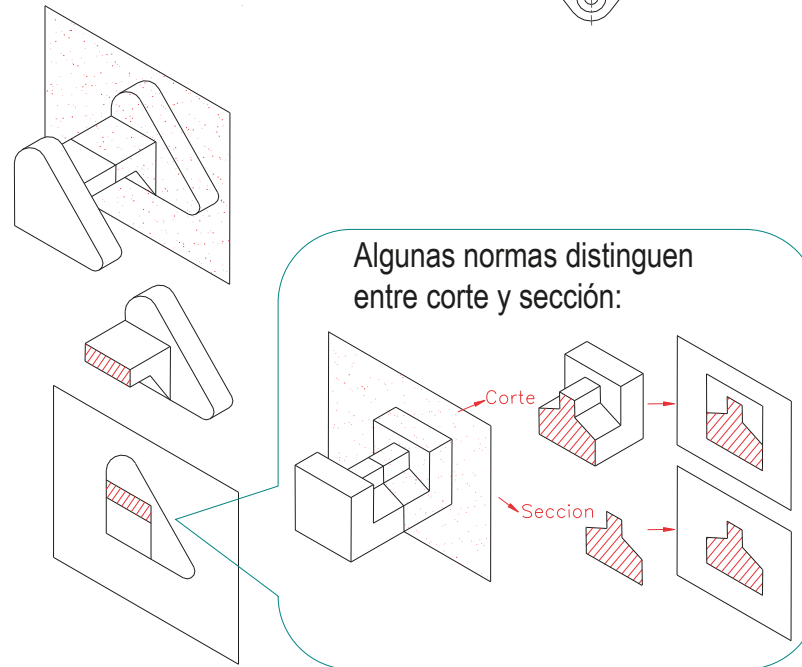 Algunas normas distinguen
entre corte y sección:
Corte
Seccion